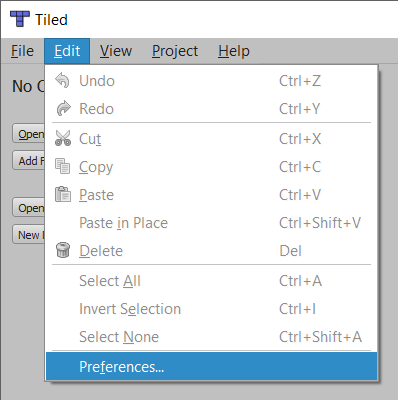 Tiled
File Edit View Project Help
No
Undo Ctrl+Z
Redo Ctrl+Y
Open
Cut Ctrl+X
Add
Copy Ctrl+C
Paste Ctrl+V
Open
Paste in Place Ctrl+Shift+V
New
Delete Del
Select All Ctrl+A
Invert Selection Ctrl+I
Select None Ctrl+Shift+A
Preferences...